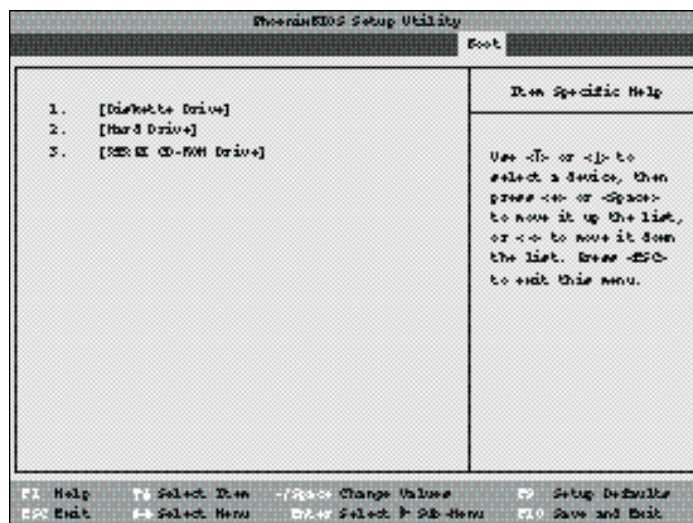 PhoenixBIOS Setup Utility
Boot
Item Specific Help
1. [Diskette Drive]
2. [Hard Drive]
3. [ CD-ROM Drive]
Use <↑> or <↓> to
select a device, then
press <+> or <Space>
to move it up the list,
or <-> to move it down
the list. Press <ESC>
to exit this menu.
F1 Help ↑↓ Select Item -/Space Change Values F9 Setup Defaults
ESC Exit ←→ Select Menu Enter Select ▶ Sub-Menu F10 Save and Exit